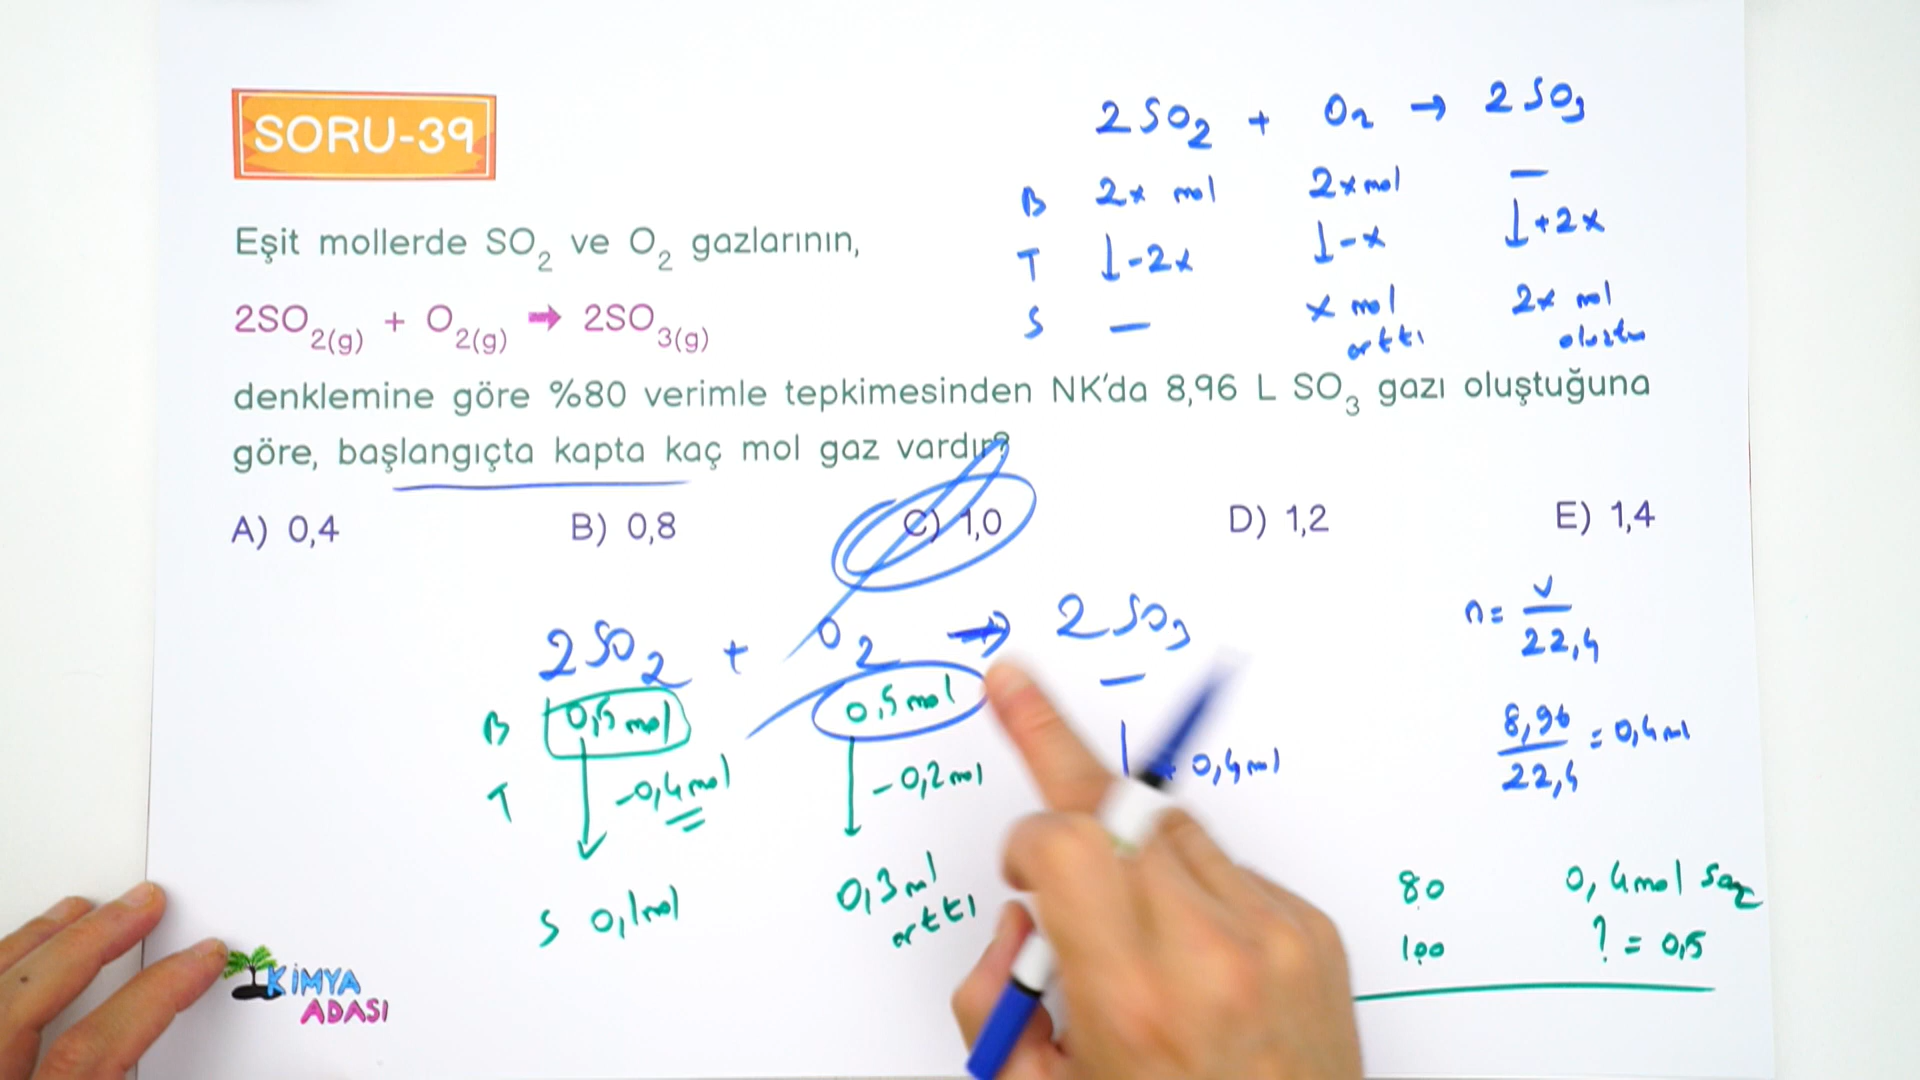 SORU-39
2SO₂ + O₂ → 2SO₃
B 2x mol 2x mol —
T ↓-2x ↓-x ↓+2x
S — x mol arttı 2x mol oluştu
Eşit mollerde SO₂ ve O₂ gazlarının,
2SO₂(g) + O₂(g) → 2SO₃(g)
denklemine göre %80 verimle tepkimesinden NK'da 8,96 L SO₃ gazı oluştuğuna
göre, başlangıçta kapta kaç mol gaz vardır?
A) 0,4 B) 0,8 C) 1,0 D) 1,2 E) 1,4
2SO₂ + O₂ → 2SO₃
B 0,5 mol 0,5 mol —
T -0,4 mol -0,2 mol 0,4 mol
S 0,1 mol 0,3 mol arttı
n = V/22,4
8,96/22,4 = 0,4 mol
80 0,4 mol
100 ? = 0,5
KİMYA
ADASI